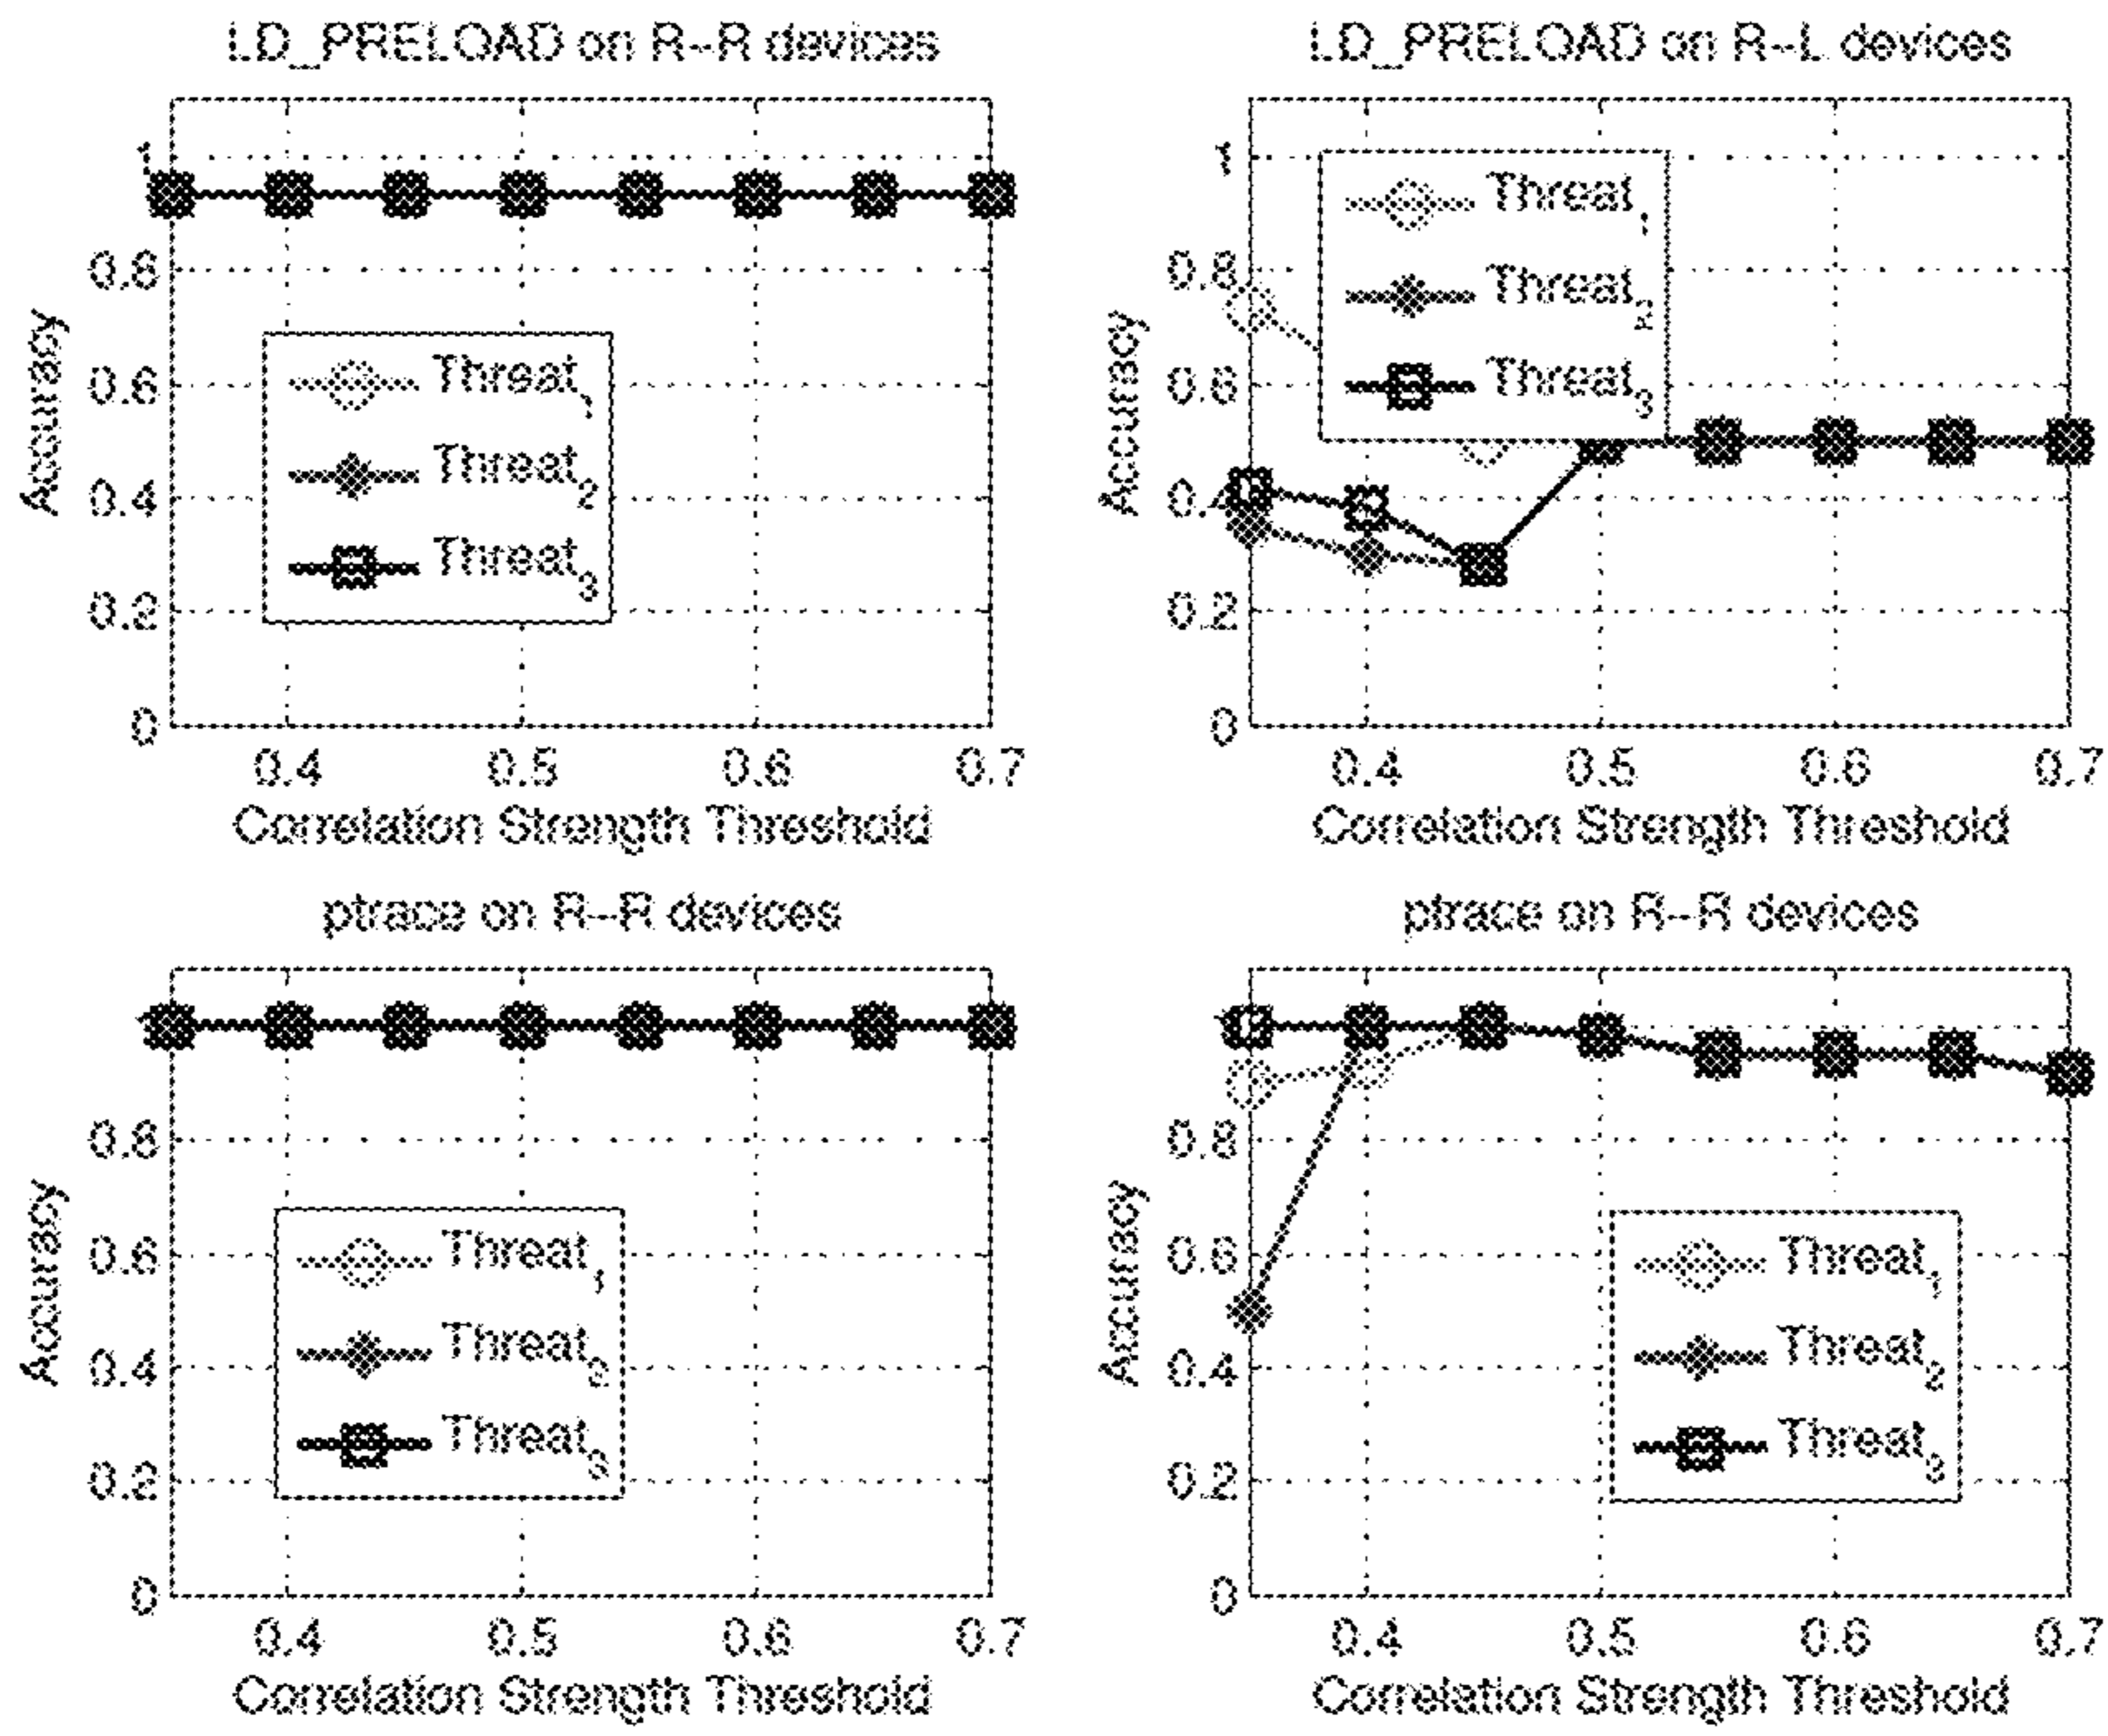 LD_PRELOAD on R--R devices
1
0.8
0.6
0.4
0.2
0
Accuracy
Threat1
Threat2
Threat3
0.4 0.5 0.6 0.7
Correlation Strength Threshold
LD_PRELOAD on R--L devices
1
0.8
0.6
0.4
0.2
0
Accuracy
Threat1
Threat2
Threat3
0.4 0.5 0.6 0.7
Correlation Strength Threshold
ptrace on R--R devices
0.8
0.6
0.4
0.2
0
Accuracy
Threat1
Threat2
Threat3
0.4 0.5 0.6 0.7
Correlation Strength Threshold
ptrace on R--R devices
0.8
0.6
0.4
0.2
0
Accuracy
Threat1
Threat2
Threat3
0.4 0.5 0.6 0.7
Correlation Strength Threshold